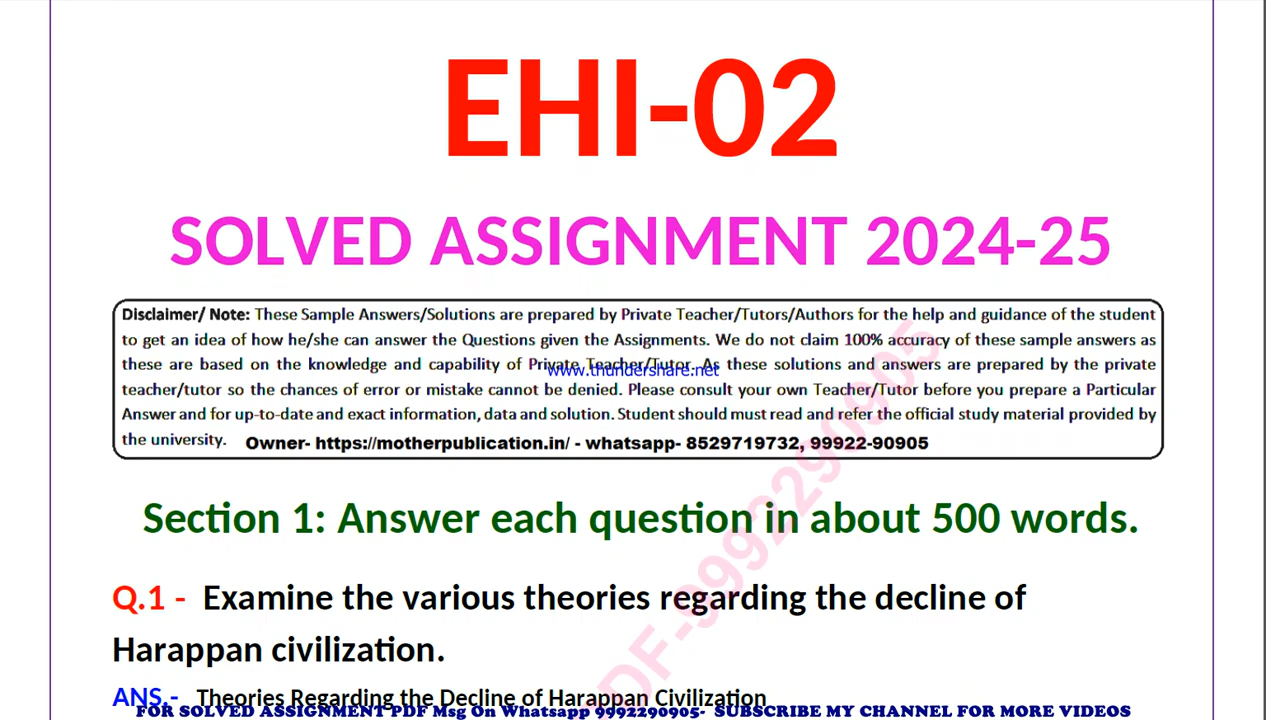 EHI-02
SOLVED ASSIGNMENT 2024-25
Disclaimer/ Note: These Sample Answers/Solutions are prepared by Private Teacher/Tutors/Authors for the help and guidance of the student
to get an idea of how he/she can answer the Questions given the Assignments. We do not claim 100% accuracy of these sample answers as
these are based on the knowledge and capability of Private Teacher/Tutor. As these solutions and answers are prepared by the private
www.thundershare.net
teacher/tutor so the chances of error or mistake cannot be denied. Please consult your own Teacher/Tutor before you prepare a Particular
Answer and for up-to-date and exact information, data and solution. Student should must read and refer the official study material provided by
the university. Owner- https://motherpublication.in/ - whatsapp- 8529719732, 99922-90905
DF-9992290905
Section 1: Answer each question in about 500 words.
Q.1 - Examine the various theories regarding the decline of
Harappan civilization.
ANS.- Theories Regarding the Decline of Harappan Civilization
FOR SOLVED ASSIGNMENT PDF Msg On Whatsapp 9992290905- SUBSCRIBE MY CHANNEL FOR MORE VIDEOS